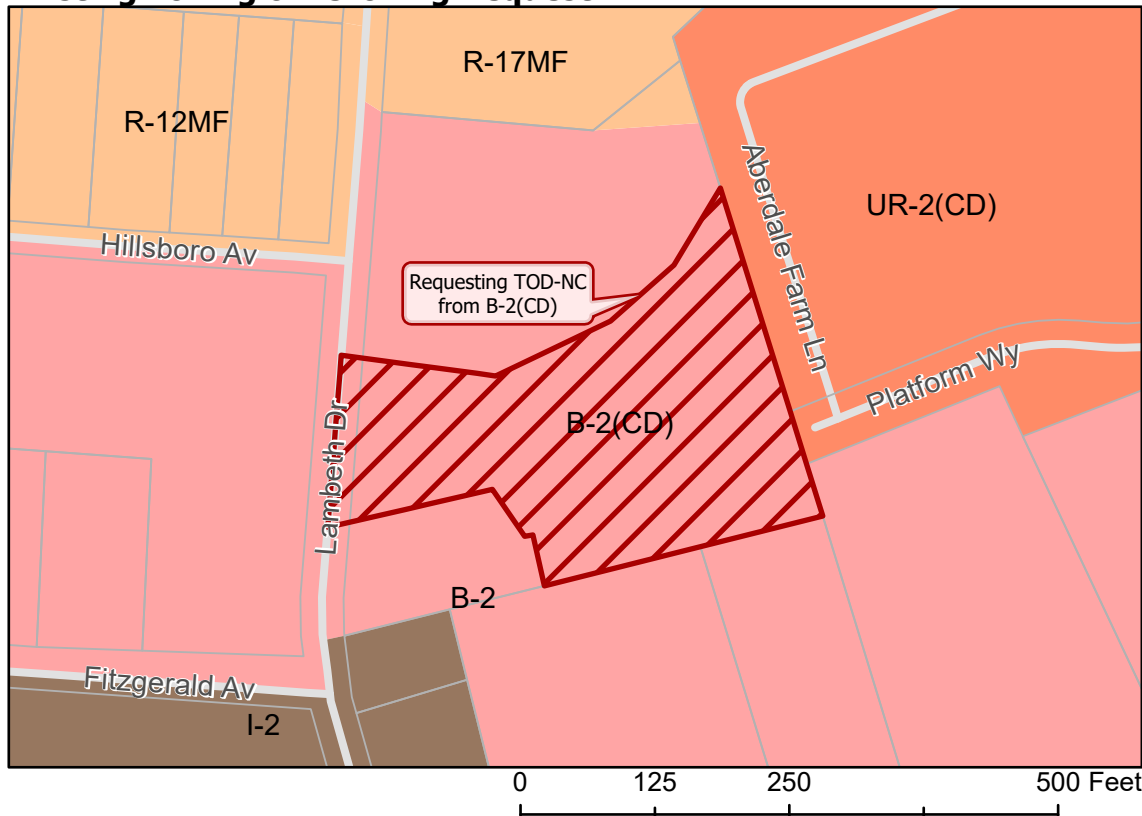 R-17MF
R-12MF
UR-2(CD)
Aberdale Farm Ln
Hillsboro Av
Requesting TOD-NC
from B-2(CD)
Platform Wy
B-2(CD)
Lambeth Dr
B-2
Fitzgerald Av
I-2
0 125 250 500 Feet